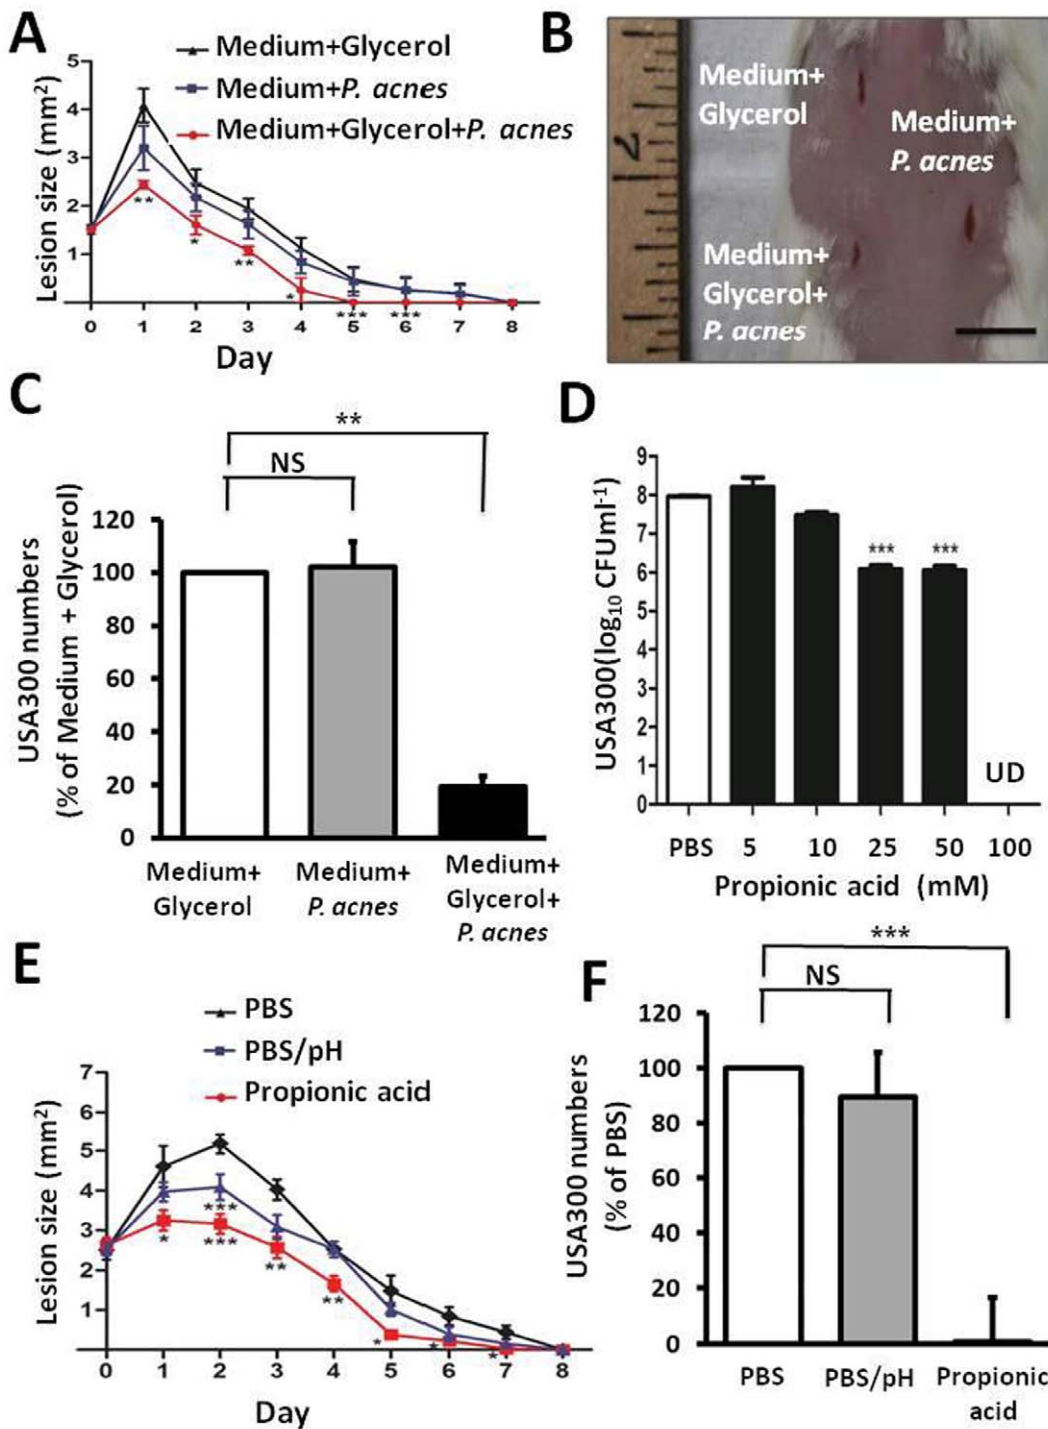 A
Medium+Glycerol
Medium+P. acnes
Medium+Glycerol+P. acnes
Lesion size (mm²)
5
4
3
2
1
**
*
**
*
***
***
0 1 2 3 4 5 6 7 8
Day
B
2
Medium+
Glycerol
Medium+
P. acnes
Medium+
Glycerol+
P. acnes
C
**
NS
USA300 numbers
(% of Medium + Glycerol)
120
100
80
60
40
20
0
Medium+
Glycerol
Medium+
P. acnes
Medium+
Glycerol+
P. acnes
D
USA300(log₁₀ CFUml⁻¹)
9
8
7
6
5
4
3
2
1
0
***
***
UD
PBS 5 10 25 50 100
Propionic acid (mM)
E
PBS
PBS/pH
Propionic acid
Lesion size (mm²)
7
6
5
4
3
2
1
*
***
***
**
**
*
*
*
0 1 2 3 4 5 6 7 8
Day
F
***
NS
USA300 numbers
(% of PBS)
120
100
80
60
40
20
0
PBS
PBS/pH
Propionic
acid